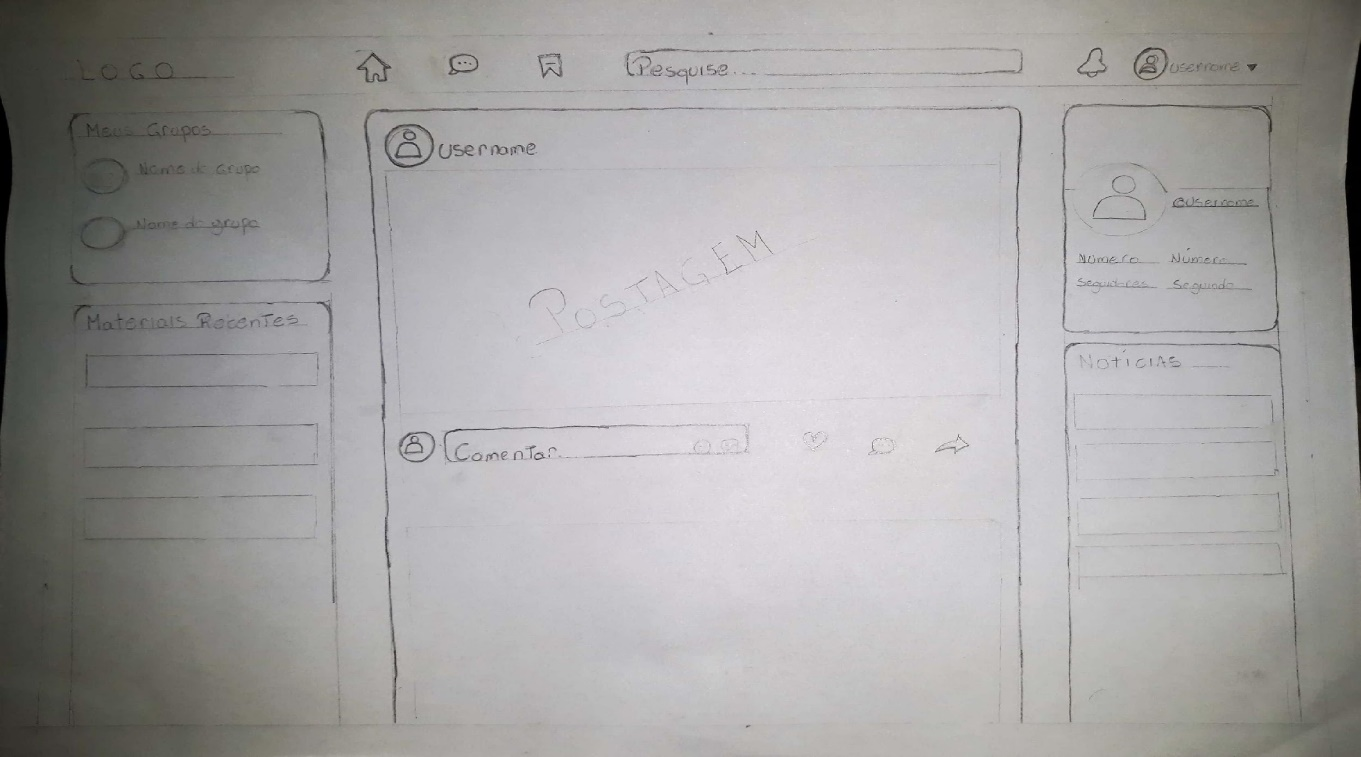 LOGO
Pesquise...
username
Meus Grupos
Nome do Grupo
Nome do grupo
Materiais Recentes
username
POSTAGEM
Comentar...
@Username
Número Número
Seguidores Seguindo
NOTÍCIAS